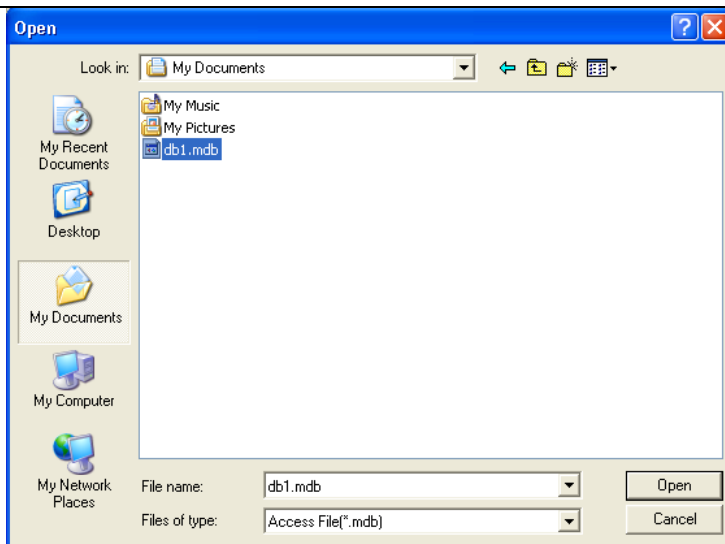 Open
Look in: My Documents
My Music
My Pictures
db1.mdb
My Recent
Documents
Desktop
My Documents
My Computer
My Network
Places
File name: db1.mdb Open
Files of type: Access File(*.mdb) Cancel